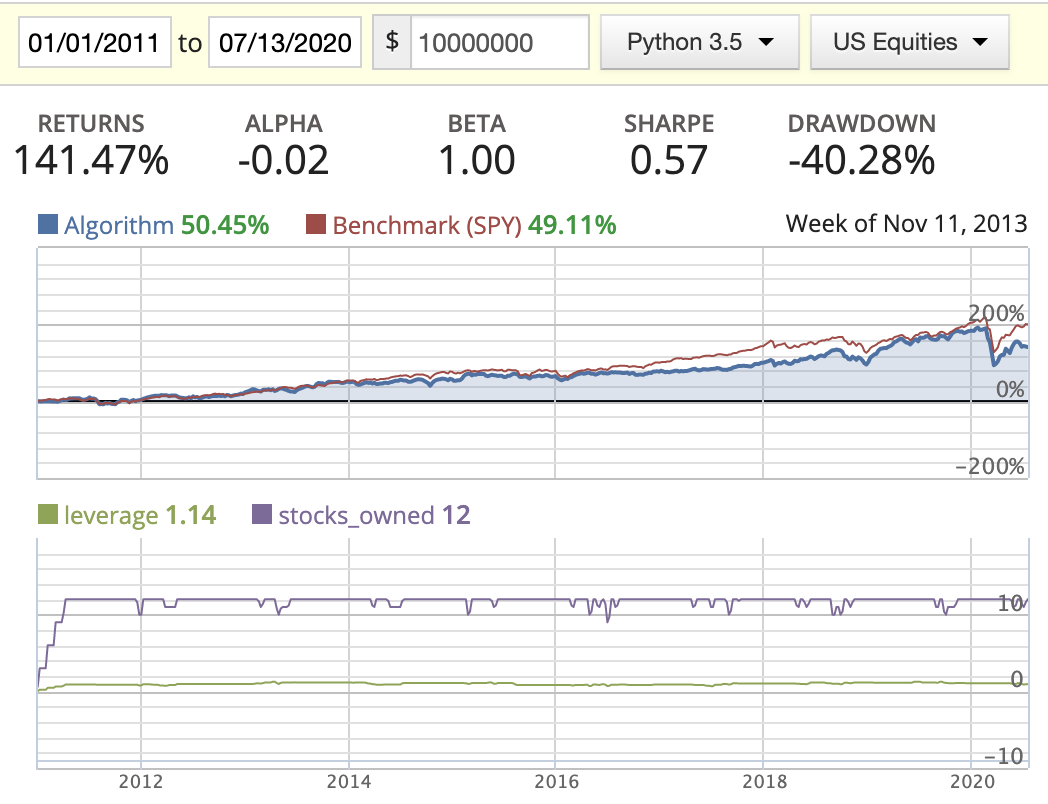 01/01/2011 to 07/13/2020 $ 10000000 Python 3.5 US Equities
RETURNS ALPHA BETA SHARPE DRAWDOWN
141.47% -0.02 1.00 0.57 -40.28%
Algorithm 50.45% Benchmark (SPY) 49.11% Week of Nov 11, 2013
200%
0%
−200%
leverage 1.14 stocks_owned 12
10
0
−10
2012 2014 2016 2018 2020